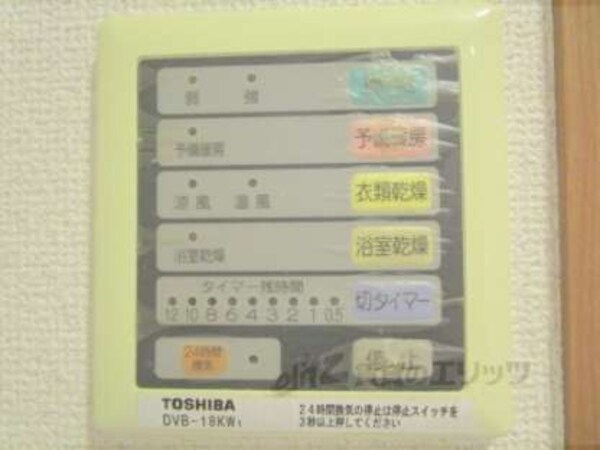 弱 強
予備暖房 予備暖房
涼風 温風 衣類乾燥
浴室乾燥 浴室乾燥
タイマー残時間
12 10 8 6 4 3 2 1 0.5 切タイマー
24時間
換気 停止
TOSHIBA
DVB-18KW1
24時間換気の停止は停止スイッチを
3秒以上押してください